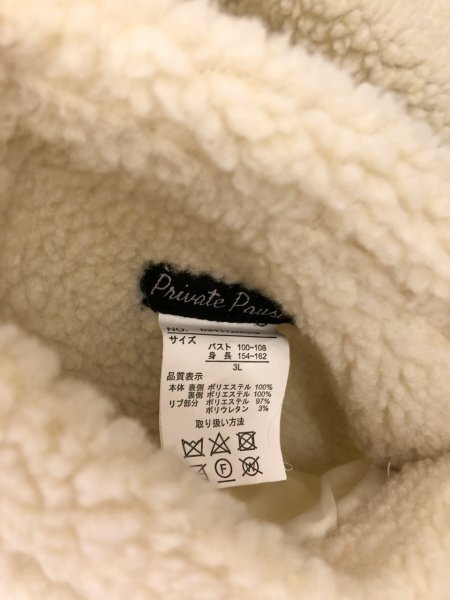 Private Paus
NO.
サイズ
バスト 100~108
身 長 154~162
3L
品質表示
本体 表側 ポリエステル 100%
裏側 ポリエステル 100%
リブ部分 ポリエステル 97%
ポリウレタン 3%
取り扱い方法
F
W